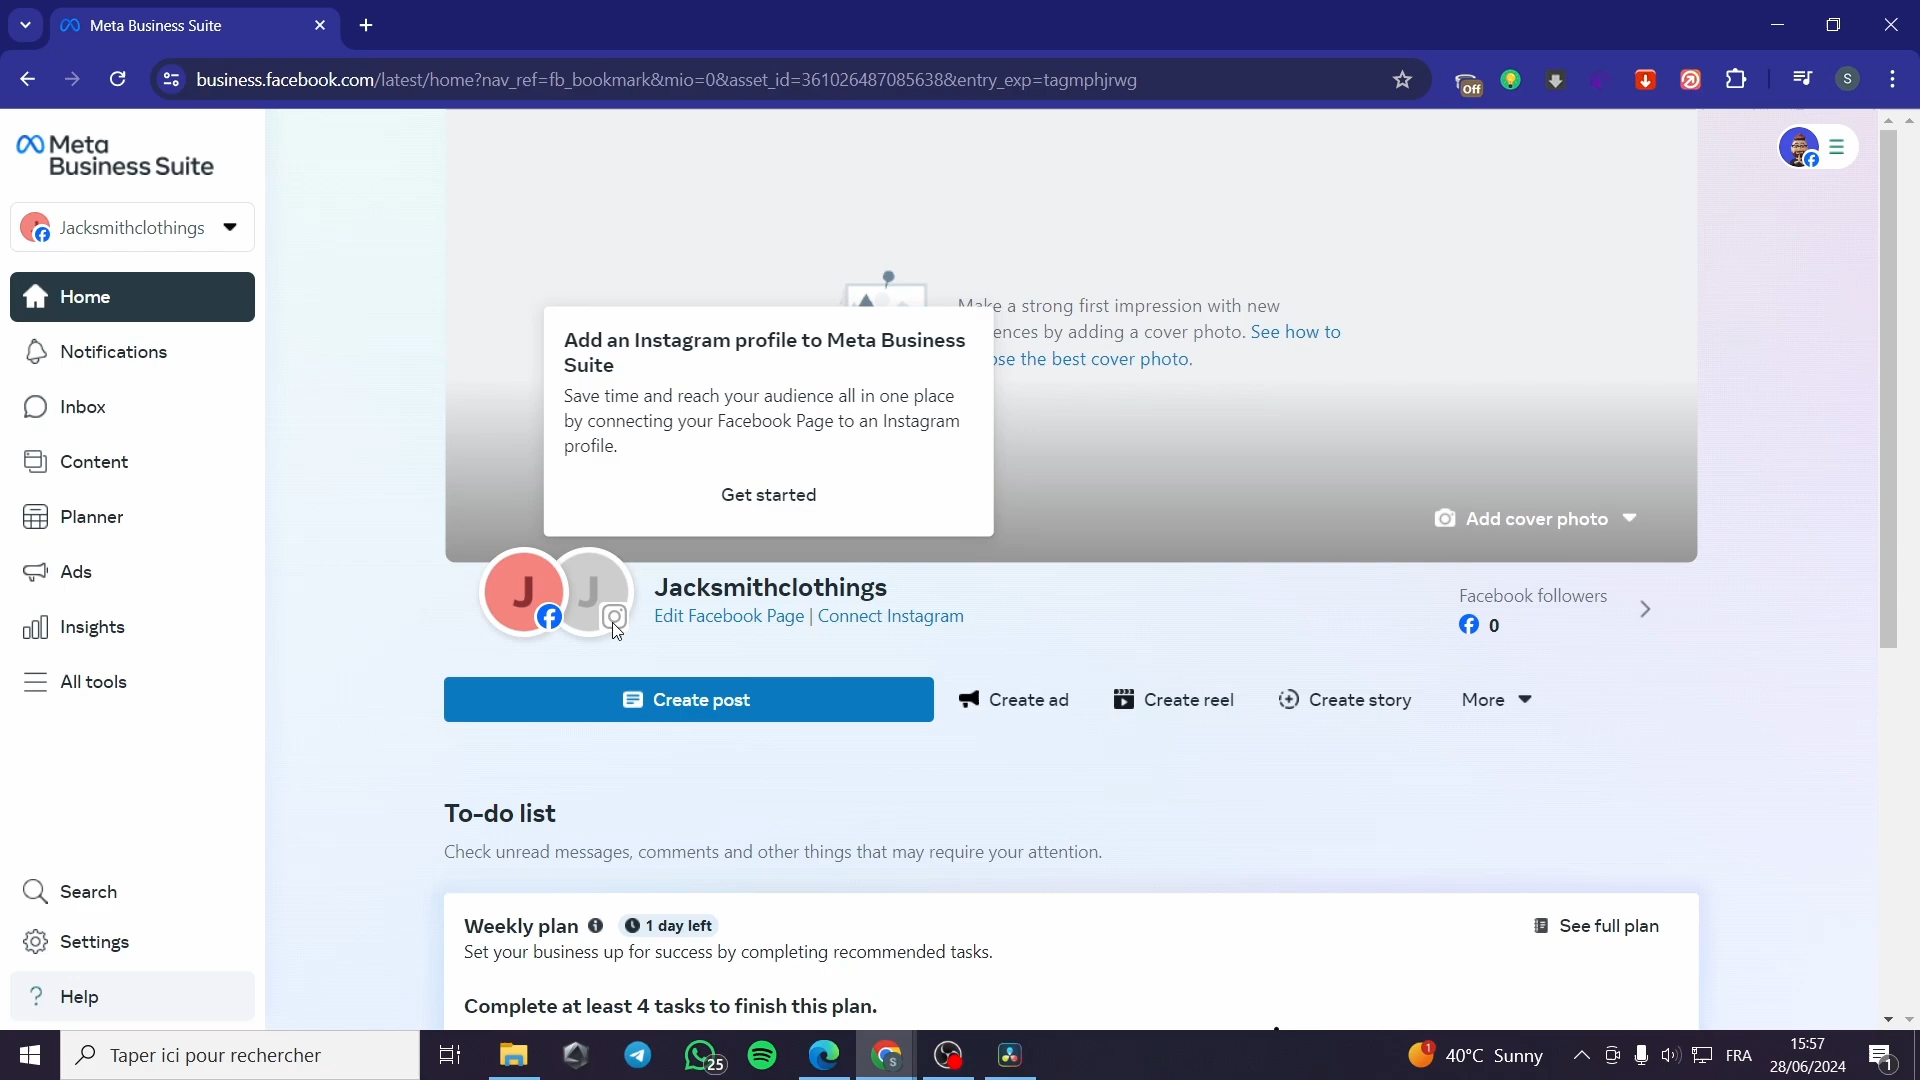 Meta Business Suite
business.facebook.com/latest/home?nav_ref=fb_bookmark&mio=0&asset_id=361026487085638&entry_exp=tagmphjrwg
Off
S
Meta
Business Suite
Jacksmithclothings
Home
Notifications
Inbox
Content
Planner
Ads
Insights
All tools
Search
Settings
Help
Make a strong first impression with new
ences by adding a cover photo. See how to
ose the best cover photo.
Add an Instagram profile to Meta Business
Suite
Save time and reach your audience all in one place
by connecting your Facebook Page to an Instagram
profile.
Get started
Add cover photo
J
J
Jacksmithclothings
Edit Facebook Page | Connect Instagram
Facebook followers
0
Create post
Create ad
Create reel
Create story
More
To-do list
Check unread messages, comments and other things that may require your attention.
Weekly plan
1 day left
See full plan
Set your business up for success by completing recommended tasks.
Complete at least 4 tasks to finish this plan.
Taper ici pour rechercher
25
S
1
40°C Sunny
FRA
15:57
28/06/2024
1